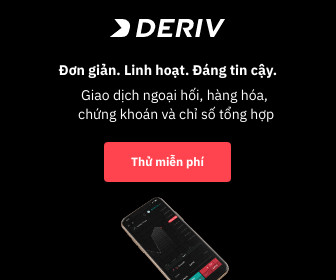 DERIV
Đơn giản. Linh hoạt. Đáng tin cậy.
Giao dịch ngoại hối, hàng hóa,
chứng khoán và chỉ số tổng hợp
Thử miễn phí